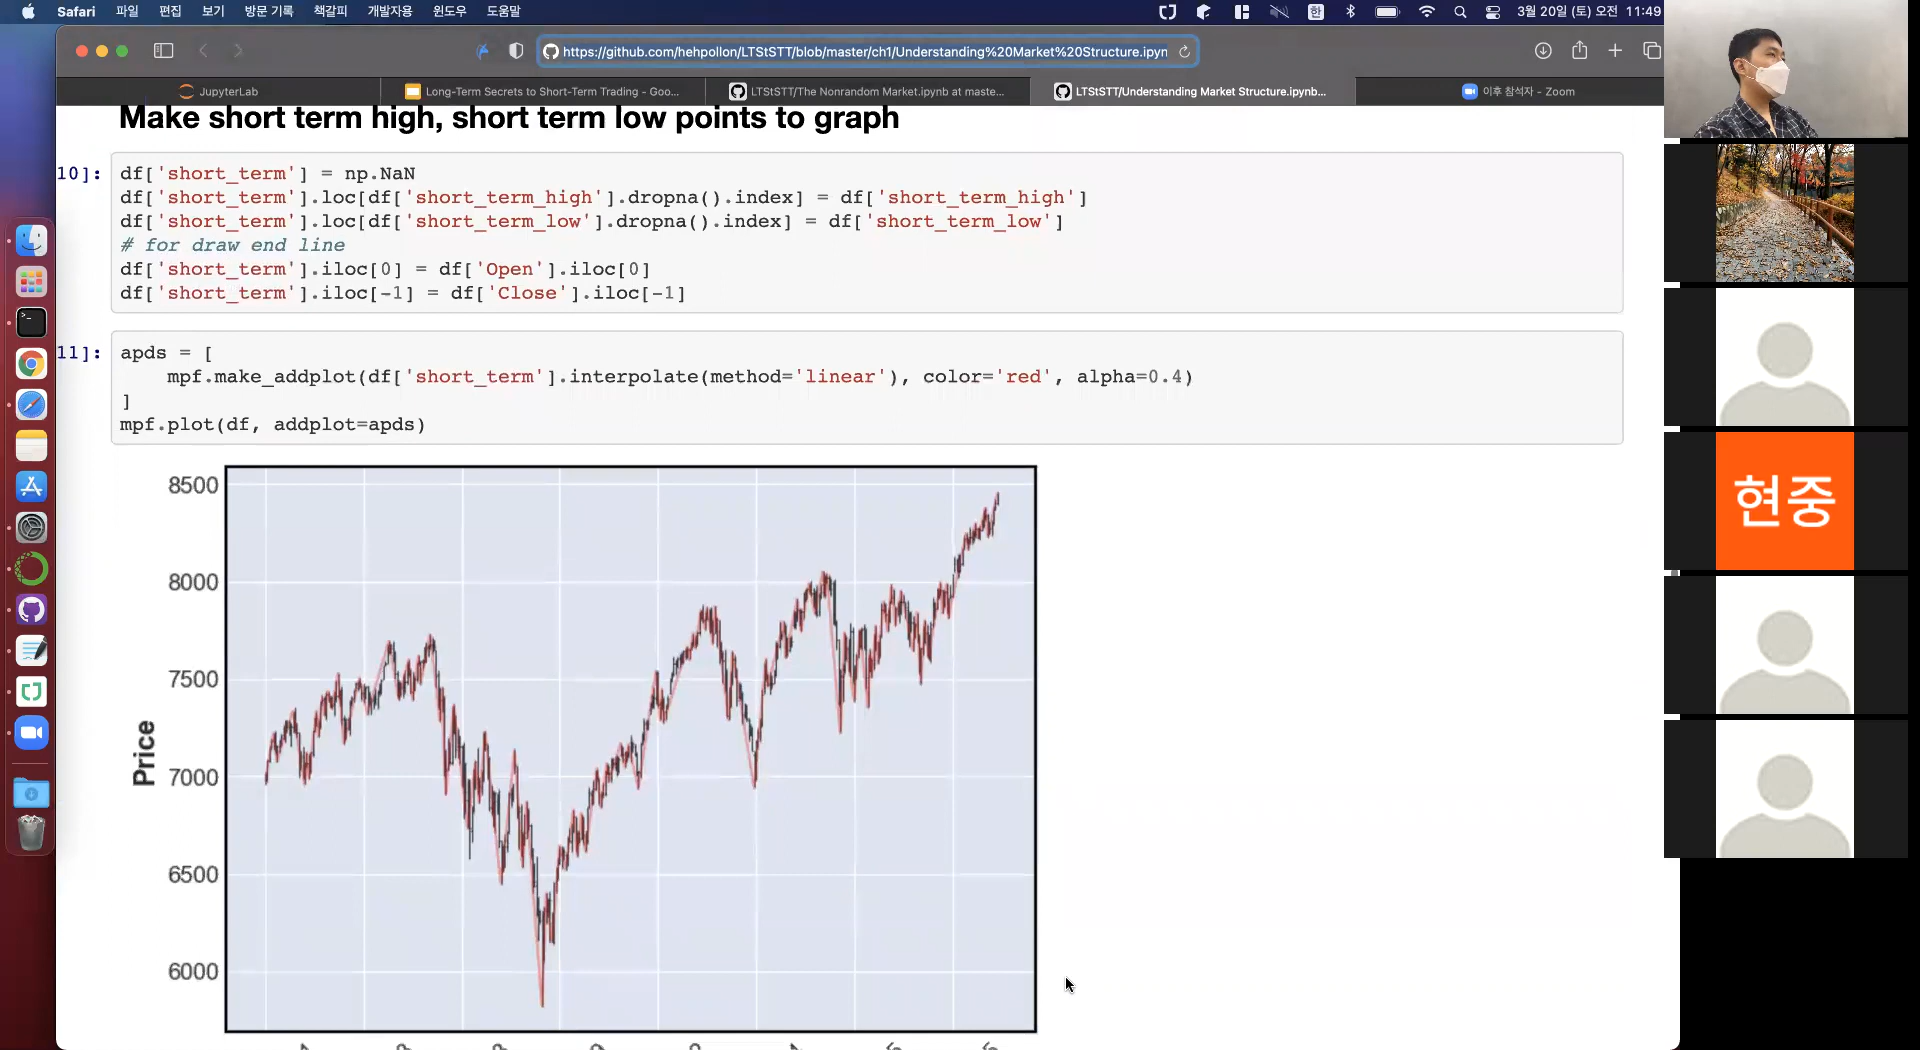 Safari 파일 편집 보기 방문 기록 책갈피 개발자용 윈도우 도움말 한 3월 20일 (토) 오전 11:49
https://github.com/hehpollon/LTStSTT/blob/master/ch1/Understanding%20Market%20Structure.ipyn
JupyterLab
Long-Term Secrets to Short-Term Trading - Goo...
LTStSTT/The Nonrandom Market.ipynb at maste...
LTStSTT/Understanding Market Structure.ipynb...
이후 참석자 - Zoom
Make short term high, short term low points to graph
10]:
df['short_term'] = np.NaN
df['short_term'].loc[df['short_term_high'].dropna().index] = df['short_term_high']
df['short_term'].loc[df['short_term_low'].dropna().index] = df['short_term_low']
# for draw end line
df['short_term'].iloc[0] = df['Open'].iloc[0]
df['short_term'].iloc[-1] = df['Close'].iloc[-1]
11]:
apds = [
    mpf.make_addplot(df['short_term'].interpolate(method='linear'), color='red', alpha=0.4)
]
mpf.plot(df, addplot=apds)
8500
8000
7500
7000
6500
6000
Price
현중